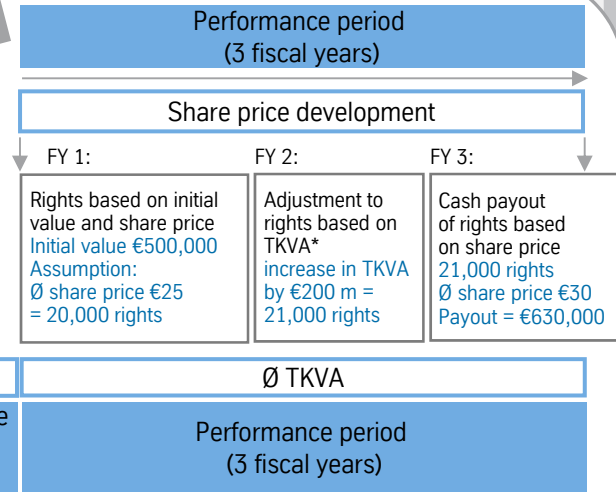 Performance period
(3 fiscal years)
Share price development
FY 1:
FY 2:
FY 3:
Rights based on initial
value and share price
Initial value €500,000
Assumption:
Ø share price €25
= 20,000 rights
Adjustment to
rights based on
TKVA*
increase in TKVA
by €200 m =
21,000 rights
Cash payout
of rights based
on share price
21,000 rights
Ø share price €30
Payout = €630,000
Ø TKVA
e
Performance period
(3 fiscal years)